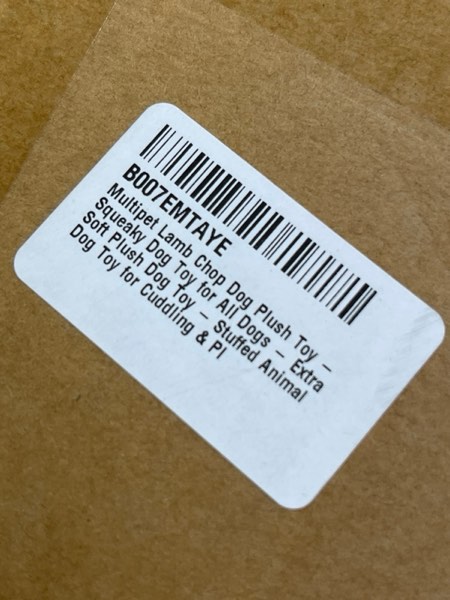 B007EMTAYE
Multipet Lamb Chop Dog Plush Toy –
Squeaky Dog Toy for All Dogs – Extra
Soft Plush Dog Toy – Stuffed Animal
Dog Toy for Cuddling & Pl